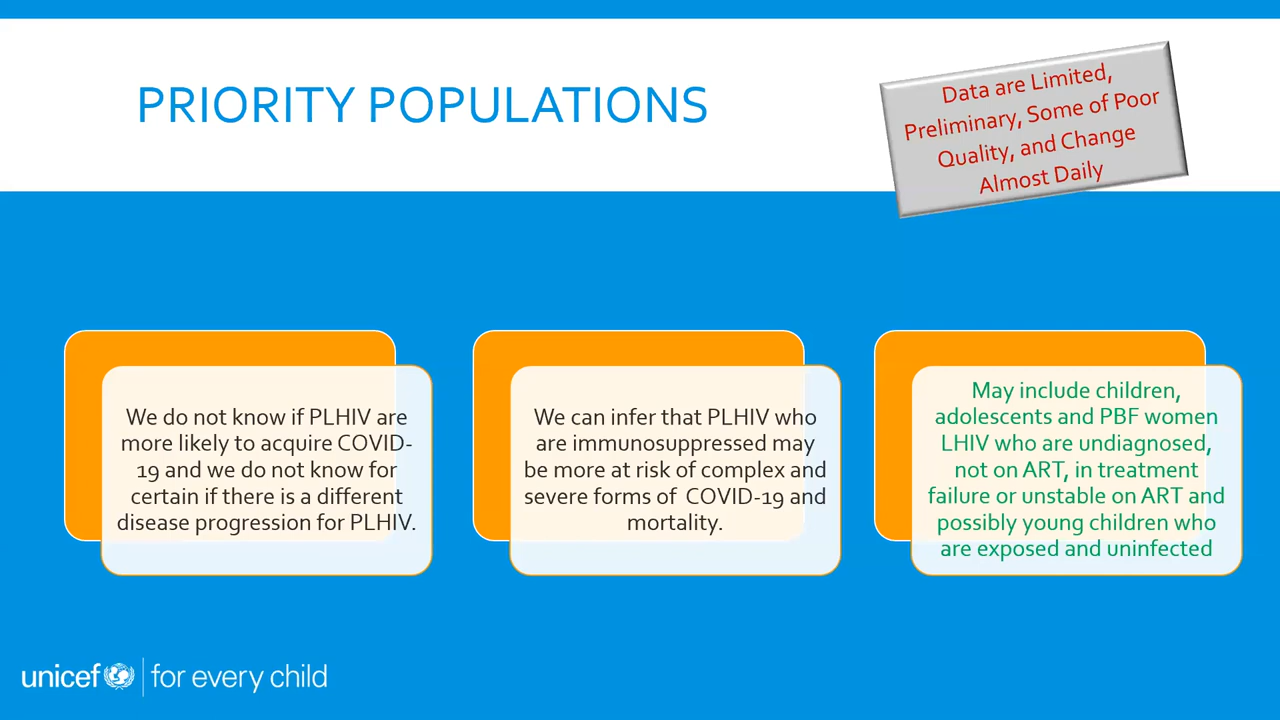 PRIORITY POPULATIONS
Data are Limited,
Preliminary, Some of Poor
Quality, and Change
Almost Daily
We do not know if PLHIV are
more likely to acquire COVID-
19 and we do not know for
certain if there is a different
disease progression for PLHIV.
We can infer that PLHIV who
are immunosuppressed may
be more at risk of complex and
severe forms of COVID-19 and
mortality.
May include children,
adolescents and PBF women
LHIV who are undiagnosed,
not on ART, in treatment
failure or unstable on ART and
possibly young children who
are exposed and uninfected
unicef for every child